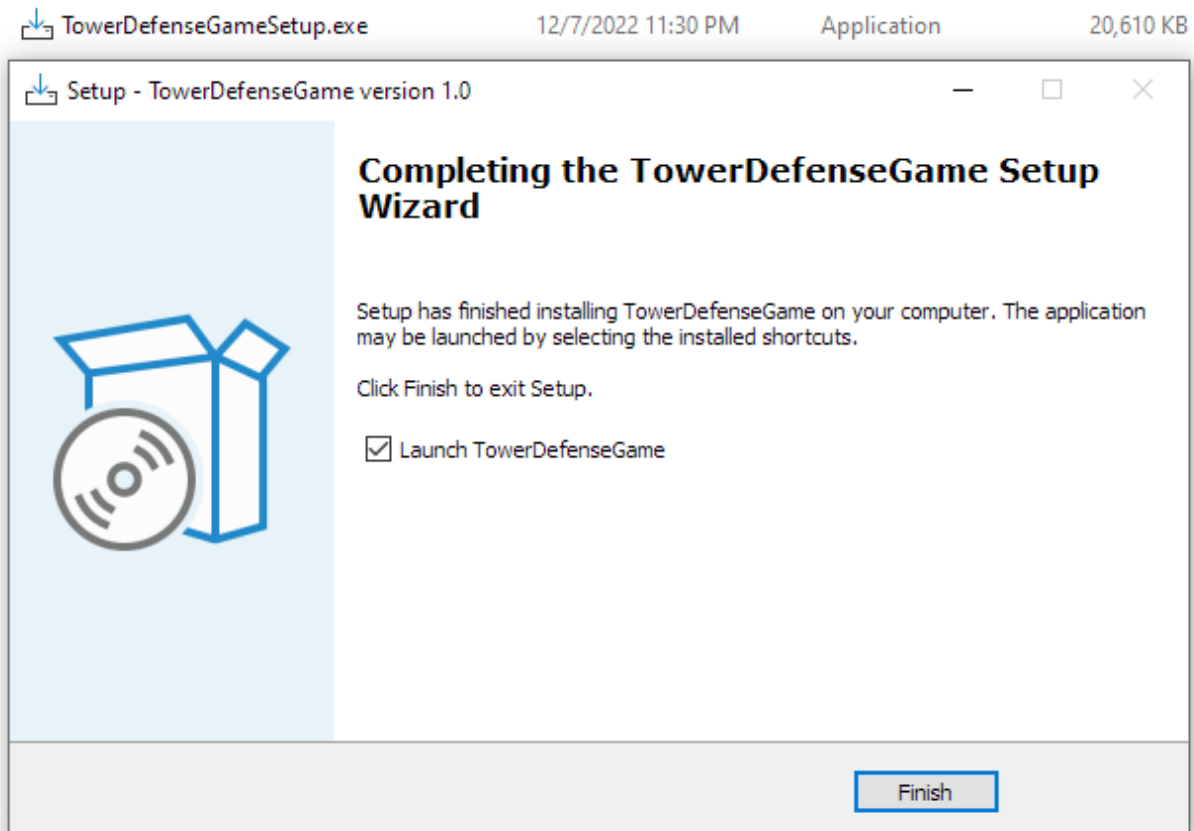 TowerDefenseGameSetup.exe 12/7/2022 11:30 PM Application 20,610 KB
Setup - TowerDefenseGame version 1.0
Completing the TowerDefenseGame Setup
Wizard
Setup has finished installing TowerDefenseGame on your computer. The application
may be launched by selecting the installed shortcuts.
Click Finish to exit Setup.
Launch TowerDefenseGame
Finish